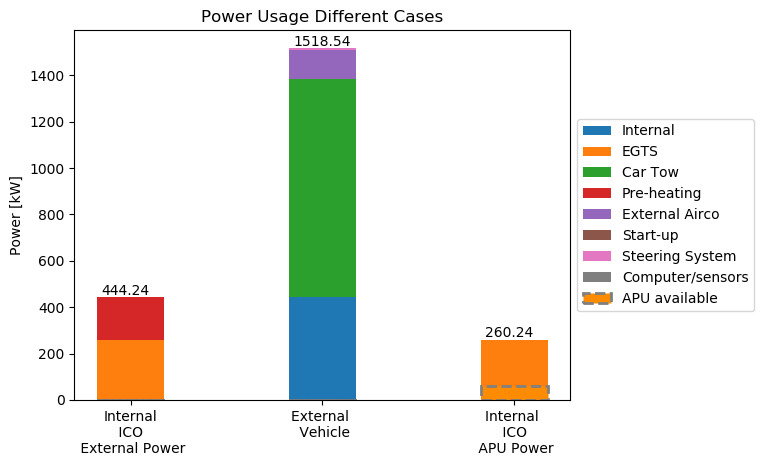 Power Usage Different Cases
Power [kW]
1400
1200
1000
800
600
400
200
0
444.24
1518.54
260.24
Internal
ICO
External Power
External
Vehicle
Internal
ICO
APU Power
Internal
EGTS
Car Tow
Pre-heating
External Airco
Start-up
Steering System
Computer/sensors
APU available